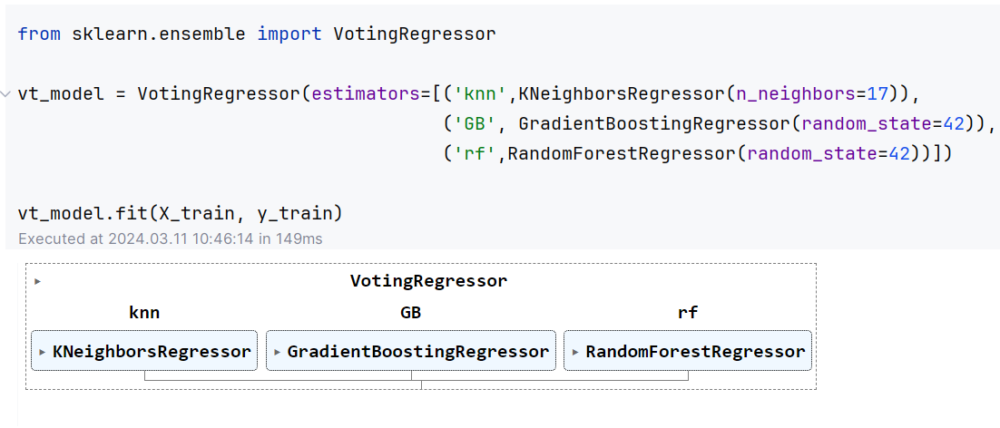 from sklearn.ensemble import VotingRegressor
vt_model = VotingRegressor(estimators=[('knn',KNeighborsRegressor(n_neighbors=17)),
('GB', GradientBoostingRegressor(random_state=42)),
('rf',RandomForestRegressor(random_state=42))])
vt_model.fit(X_train, y_train)
Executed at 2024.03.11 10:46:14 in 149ms
VotingRegressor
knn GB rf
KNeighborsRegressor GradientBoostingRegressor RandomForestRegressor